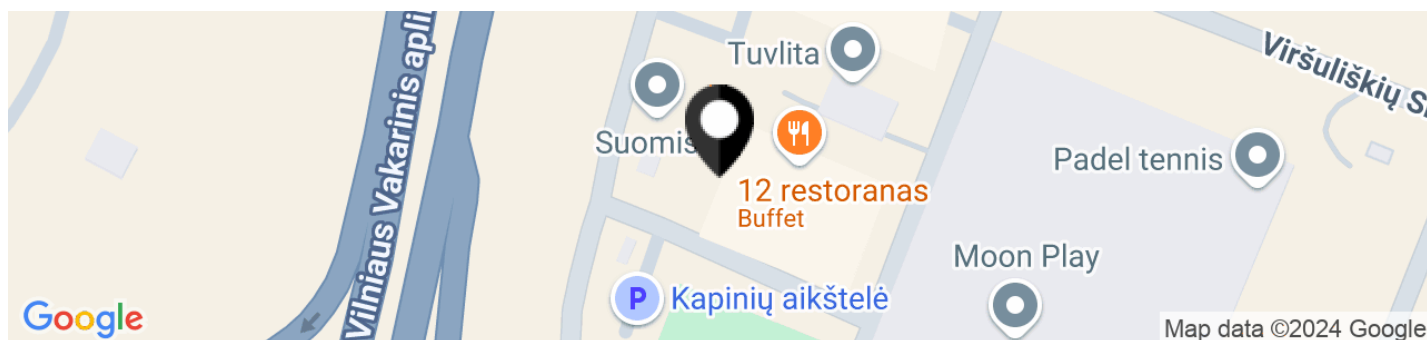 Tuvlita
Viršuliškių S
Vilniaus Vakarinis apli
Suomis
Padel tennis
12 restoranas
Buffet
Moon Play
P
Kapinių aikštelė
Google
Map data ©2024 Google